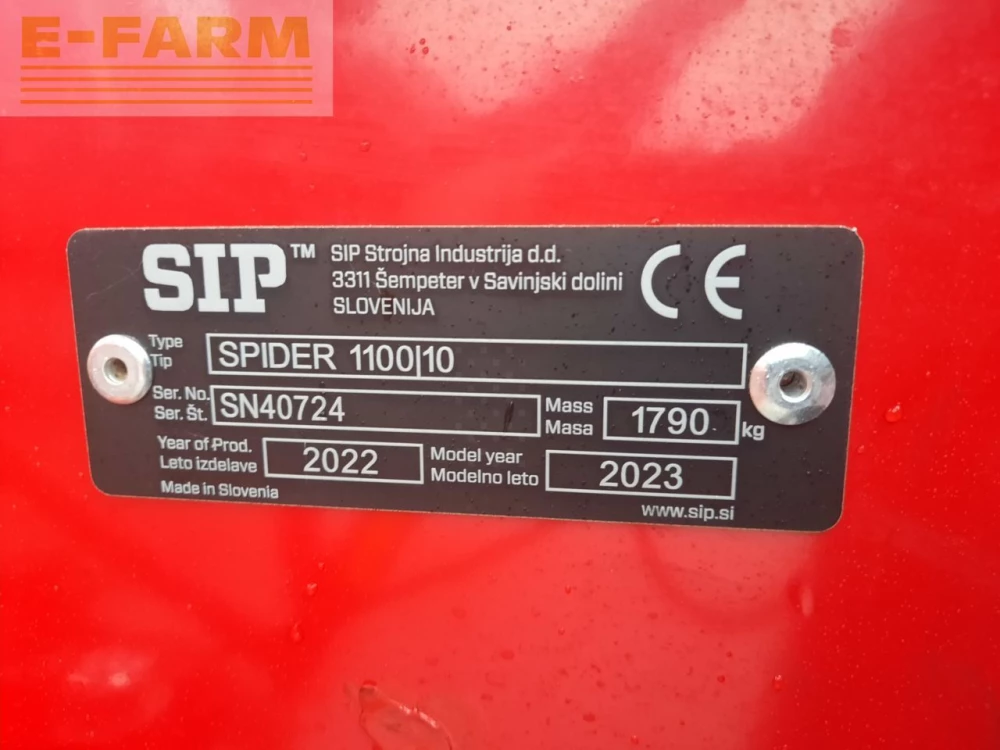 E-FARM
SIP™
SIP Strojna Industrija d.d.
3311 Šempeter v Savinjski dolini
SLOVENIJA
CE
Type
Tip
SPIDER 1100|10
Ser. No.
Ser. Št.
SN40724
Mass
Masa
1790
kg
Year of Prod.
Leto izdelave
2022
Model year
Modelno leto
2023
Made in Slovenia
www.sip.si